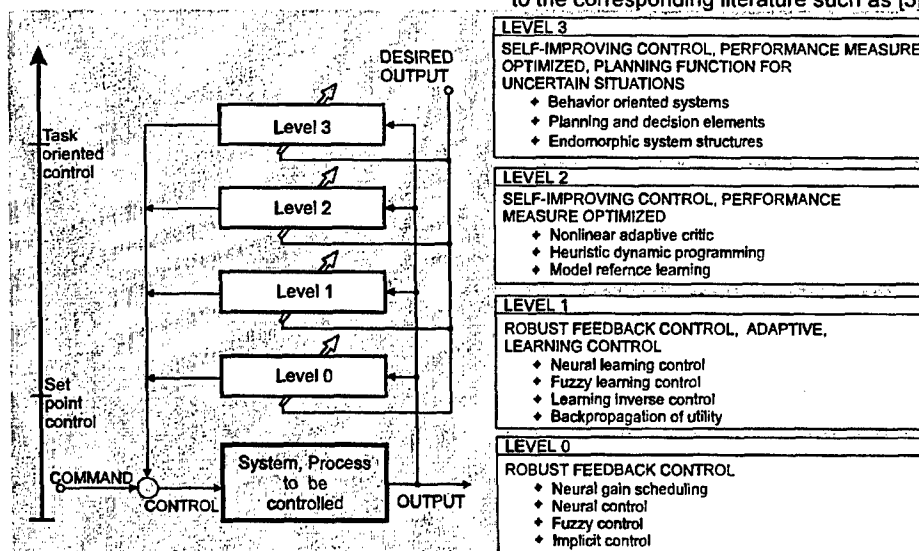 to the corresponding literature such as [5]
DESIRED
OUTPUT
Level 3
Task
oriented
control
Level 2
Level 1
Level 0
Set
point
control
COMMAND
CONTROL
System, Process
to be
controlled
OUTPUT
LEVEL 3
SELF-IMPROVING CONTROL, PERFORMANCE MEASURE
OPTIMIZED, PLANNING FUNCTION FOR
UNCERTAIN SITUATIONS
Behavior oriented systems
Planning and decision elements
Endomorphic system structures
LEVEL 2
SELF-IMPROVING CONTROL, PERFORMANCE
MEASURE OPTIMIZED
Nonlinear adaptive critic
Heuristic dynamic programming
Model refernce learning
LEVEL 1
ROBUST FEEDBACK CONTROL, ADAPTIVE,
LEARNING CONTROL
Neural learning control
Fuzzy learning control
Learning inverse control
Backpropagation of utility
LEVEL 0
ROBUST FEEDBACK CONTROL
Neural gain scheduling
Neural control
Fuzzy control
Implicit control